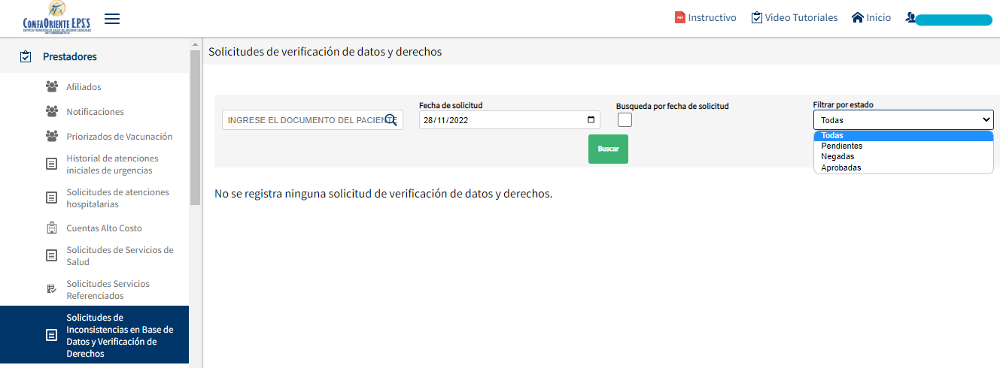 COMFAORIENTE EPS'S
Instructivo
Video Tutoriales
Inicio
Prestadores
Afiliados
Notificaciones
Priorizados de Vacunación
Historial de atenciones
iniciales de urgencias
Solicitudes de atenciones
hospitalarias
Cuentas Alto Costo
Solicitudes de Servicios de
Salud
Solicitudes Servicios
Referenciados
Solicitudes de
Inconsistencias en Base de
Datos y Verificación de
Derechos
Solicitudes de verificación de datos y derechos
INGRESE EL DOCUMENTO DEL PACIENTE
Fecha de solicitud
28/11/2022
Busqueda por fecha de solicitud
Filtrar por estado
Todas
Todas
Pendientes
Negadas
Aprobadas
Buscar
No se registra ninguna solicitud de verificación de datos y derechos.